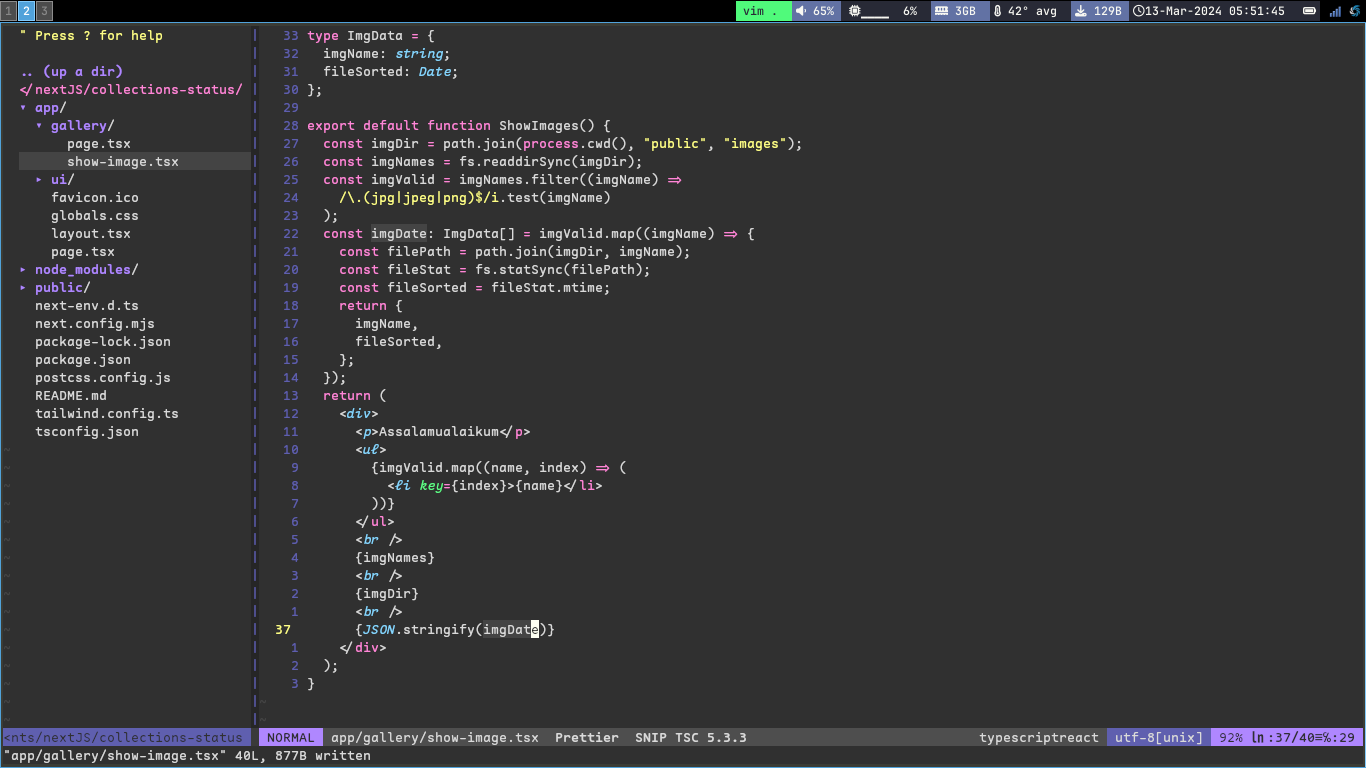 1 2 3 vim . 65% 6% 3GB 42° avg 129B 13-Mar-2024 05:51:45
" Press ? for help
.. (up a dir)
</nextJS/collections-status/
▾ app/
▾ gallery/
page.tsx
show-image.tsx
▸ ui/
favicon.ico
globals.css
layout.tsx
page.tsx
▸ node_modules/
▸ public/
next-env.d.ts
next.config.mjs
package-lock.json
package.json
postcss.config.js
README.md
tailwind.config.ts
tsconfig.json
33 type ImgData = {
32   imgName: string;
31   fileSorted: Date;
30 };
29
28 export default function ShowImages() {
27   const imgDir = path.join(process.cwd(), "public", "images");
26   const imgNames = fs.readdirSync(imgDir);
25   const imgValid = imgNames.filter((imgName) =>
24     /\.(jpg|jpeg|png)$/i.test(imgName)
23   );
22   const imgDate: ImgData[] = imgValid.map((imgName) => {
21     const filePath = path.join(imgDir, imgName);
20     const fileStat = fs.statSync(filePath);
19     const fileSorted = fileStat.mtime;
18     return {
17       imgName,
16       fileSorted,
15     };
14   });
13   return (
12     <div>
11       <p>Assalamualaikum</p>
10       <ul>
9         {imgValid.map((name, index) => (
8           <li key={index}>{name}</li>
7         ))}
6       </ul>
5       <br />
4       {imgNames}
3       <br />
2       {imgDir}
1       <br />
37       {JSON.stringify(imgDate)}
1     </div>
2   );
3 }
<nts/nextJS/collections-status NORMAL app/gallery/show-image.tsx Prettier SNIP TSC 5.3.3 typescriptreact utf-8[unix] 92% ln :37/40≡℅:29
"app/gallery/show-image.tsx" 40L, 877B written